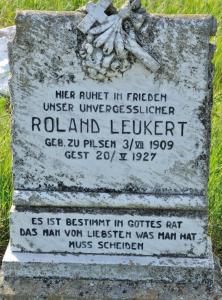 HIER RUHET IN FRIEDEN
UNSER UNVERGESSLICHER
ROLAND LEUKERT
GEB. ZU PILSEN 3/VII 1909
GEST 20/V 1927
ES IST BESTIMMT IN GOTTES RAT
DAS MAN VOM LIEBSTEN WAS MAN HAT
MUSS SCHEIDEN